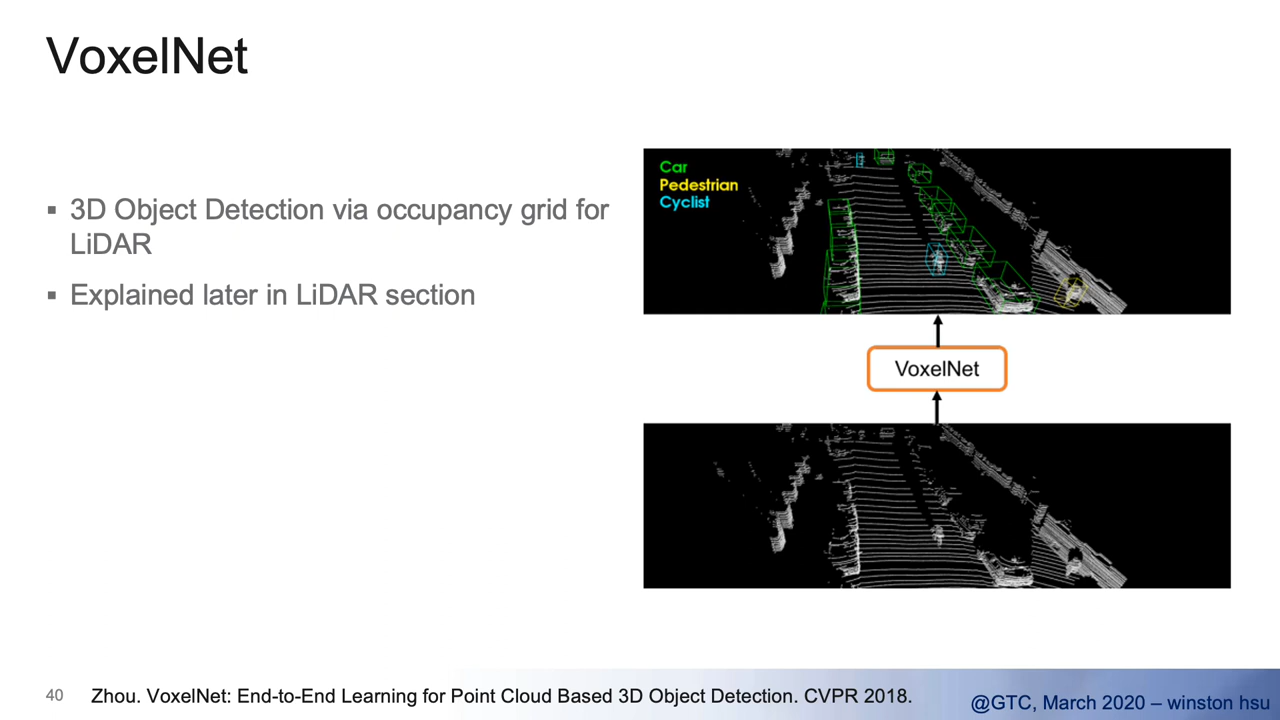 VoxelNet
▪ 3D Object Detection via occupancy grid for
LiDAR
▪ Explained later in LiDAR section
Car
Pedestrian
Cyclist
VoxelNet
40
Zhou. VoxelNet: End-to-End Learning for Point Cloud Based 3D Object Detection. CVPR 2018.
@GTC, March 2020 – winston hsu